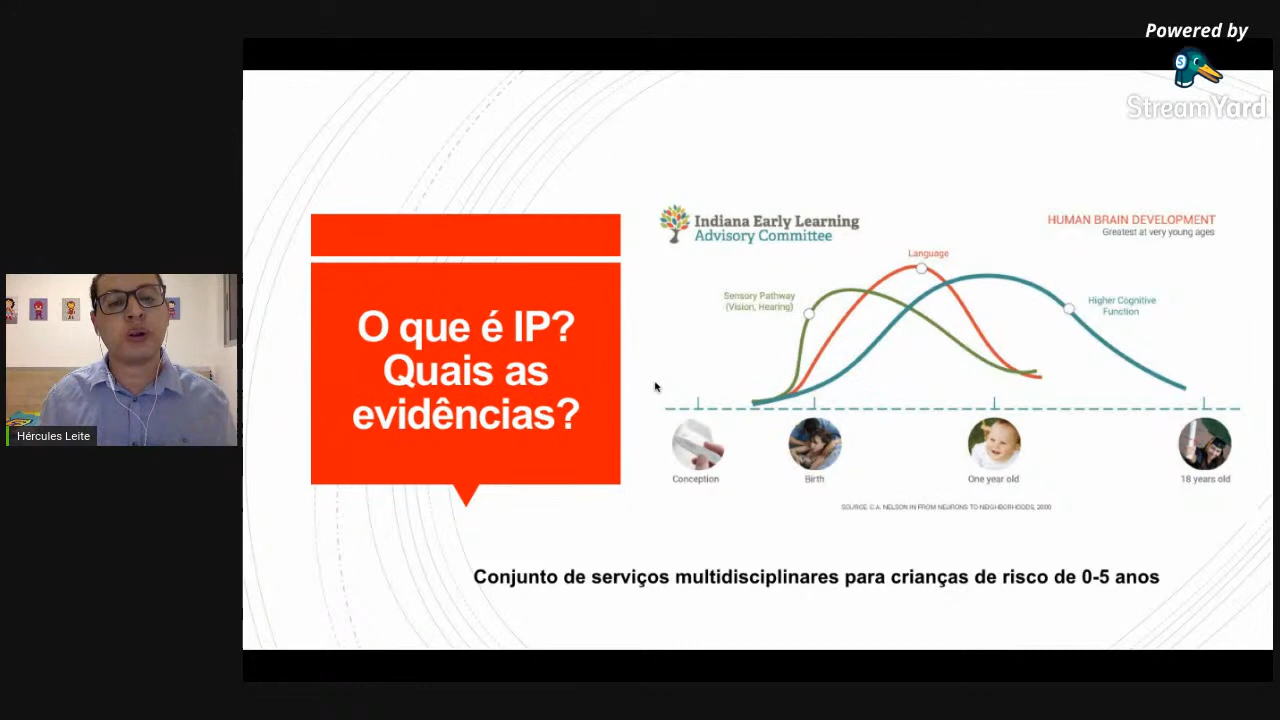 Powered by
StreamYard
Indiana Early Learning
Advisory Committee
HUMAN BRAIN DEVELOPMENT
Greatest at very young ages
Language
Sensory Pathway
(Vision, Hearing)
Higher Cognitive
Function
O que é IP?
Quais as
evidências?
Hércules Leite
Conception
Birth
One year old
18 years old
SOURCE: C.A. NELSON IN FROM NEURONS TO NEIGHBORHOODS, 2000
Conjunto de serviços multidisciplinares para crianças de risco de 0-5 anos